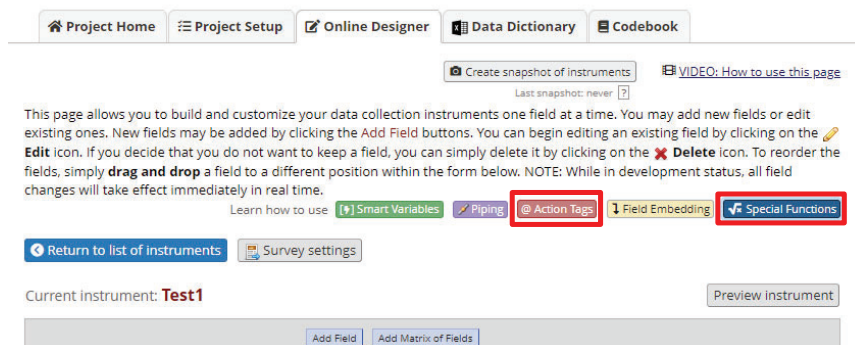 Project Home Project Setup Online Designer Data Dictionary Codebook
Create snapshot of instruments VIDEO: How to use this page
Last snapshot: never ?
This page allows you to build and customize your data collection instruments one field at a time. You may add new fields or edit
existing ones. New fields may be added by clicking the Add Field buttons. You can begin editing an existing field by clicking on the
Edit icon. If you decide that you do not want to keep a field, you can simply delete it by clicking on the Delete icon. To reorder the
fields, simply drag and drop a field to a different position within the form below. NOTE: While in development status, all field
changes will take effect immediately in real time.
Learn how to use Smart Variables Piping @ Action Tags Field Embedding Special Functions
Return to list of instruments Survey settings
Current instrument: Test1 Preview instrument
Add Field Add Matrix of Fields